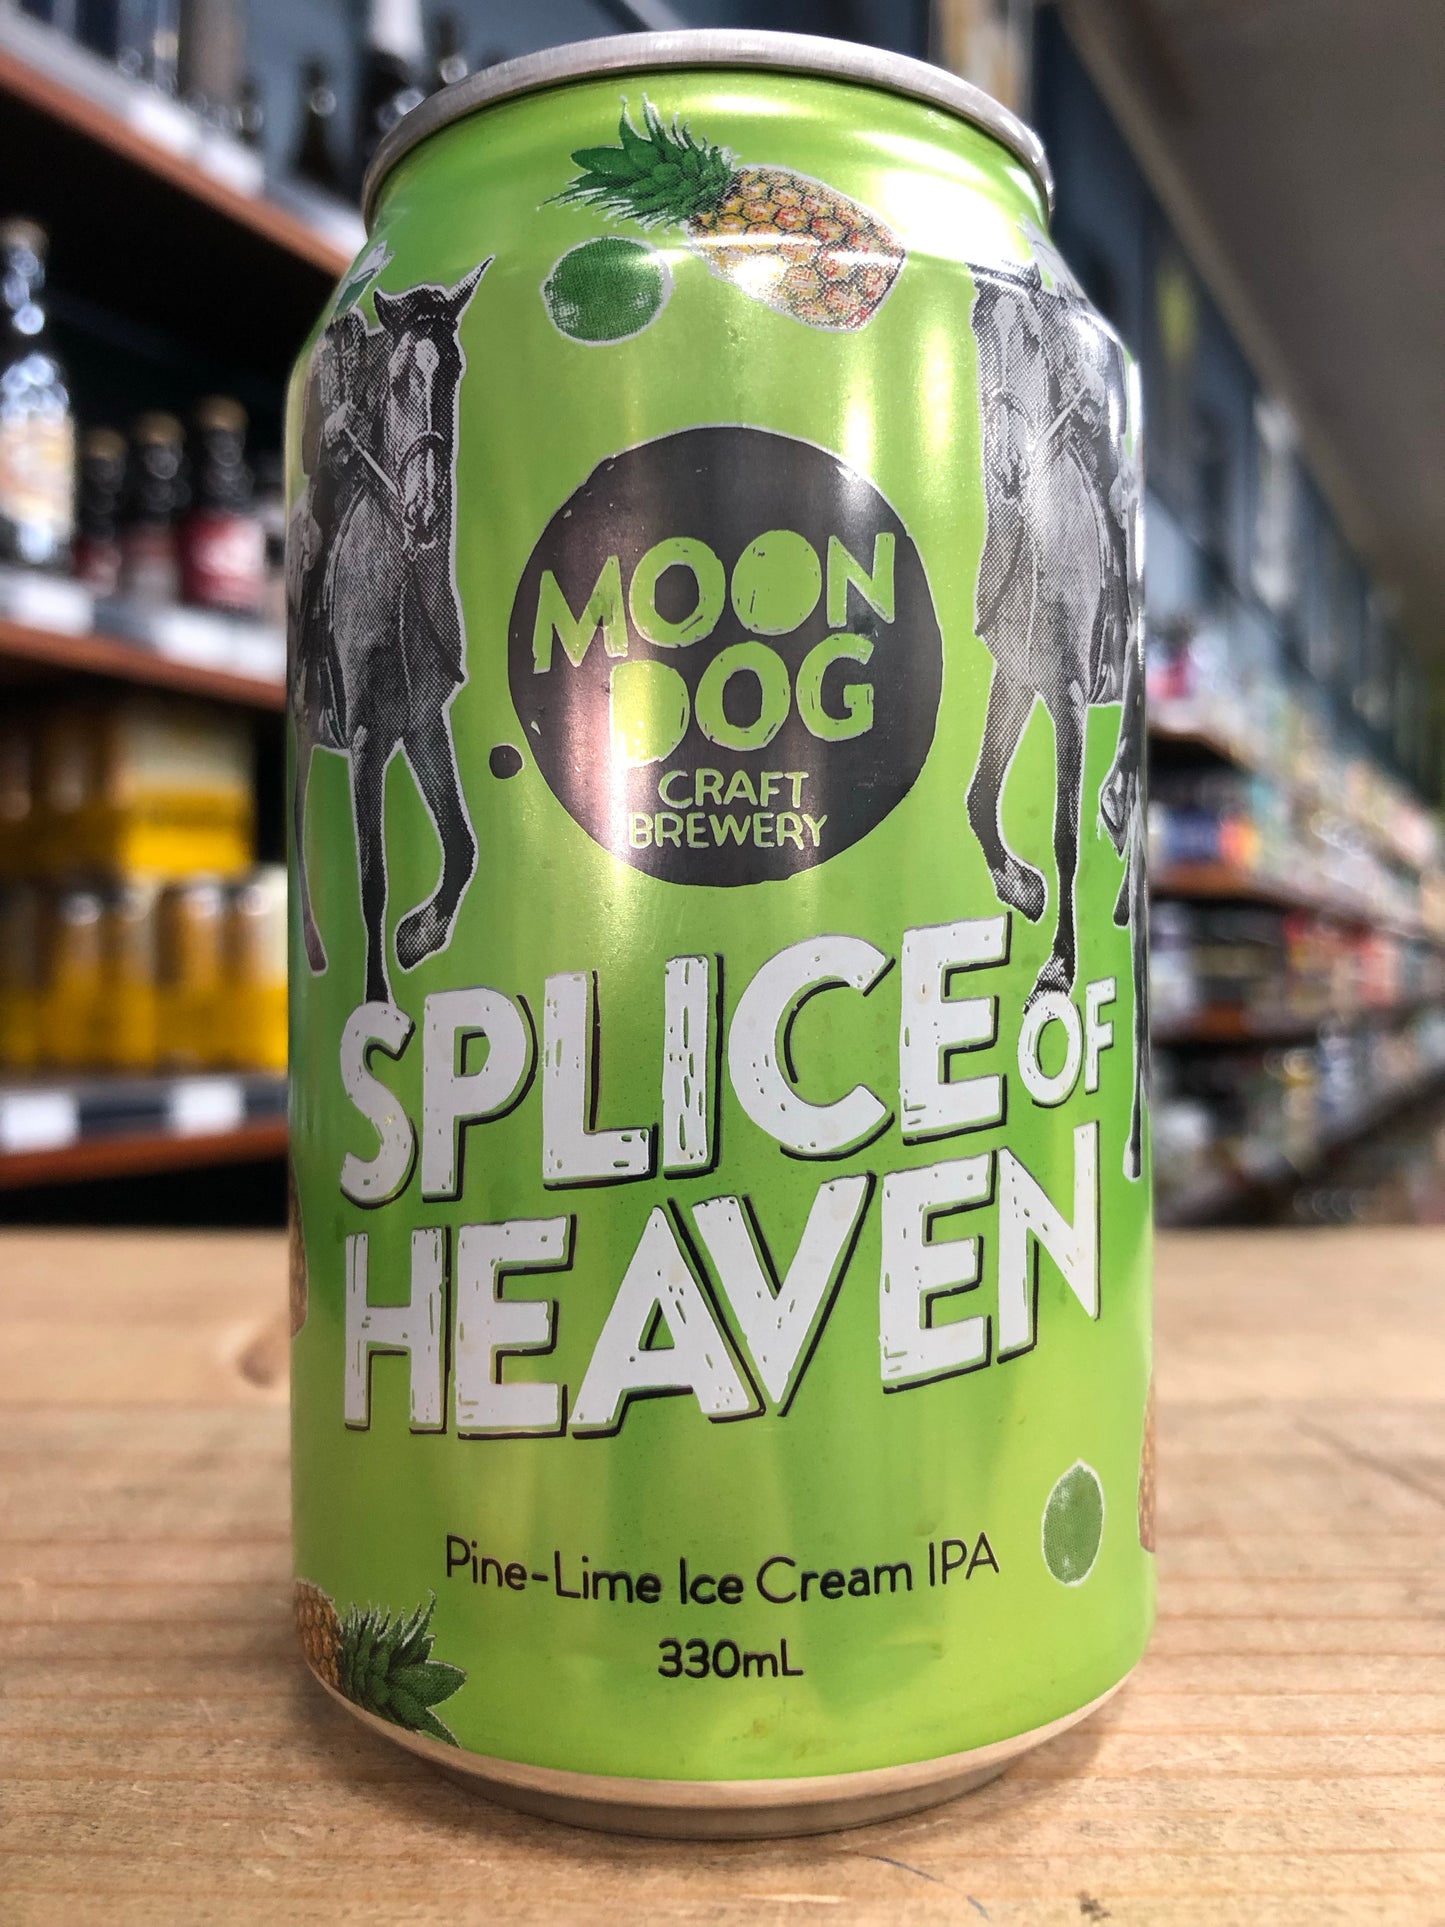 MOON
DOG
CRAFT
BREWERY
SPLICE OF
HEAVEN
Pine-Lime Ice Cream IPA
330mL